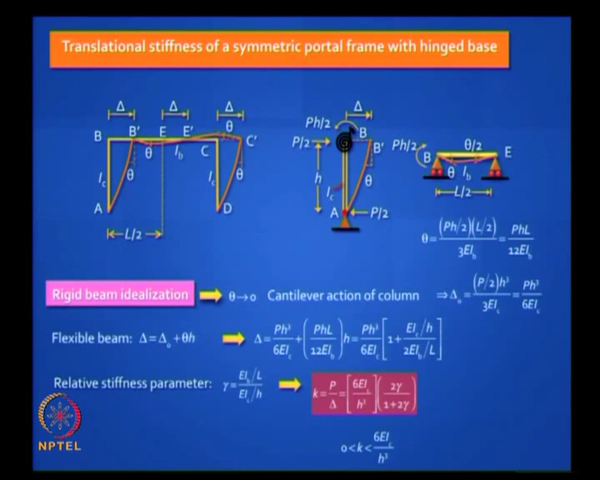 Translational stiffness of a symmetric portal frame with hinged base
Δ Δ Δ
B B' E E' θ C'
θ I_b C
I_c θ I_c θ
A D
L/2
Δ
Ph/2
P/2 B B'
h θ
I_c
A P/2
Ph/2 θ/2
B E
θ I_b
L/2
θ = (Ph/2)(L/2) / 3EI_b = PhL / 12EI_b
Rigid beam idealization θ→0 Cantilever action of column ⇒ Δ_o = (P/2)h³ / 3EI_c = Ph³ / 6EI_c
Flexible beam: Δ = Δ_o + θh Δ = Ph³/6EI_c + (PhL/12EI_b) h = Ph³/6EI_c [1 + EI_c/h / 2EI_b/L]
Relative stiffness parameter: γ = EI_b/L / EI_c/h k = P/Δ = [6EI_c/h³] (2γ/1+2γ)
0 < k < 6EI_c/h³
NPTEL